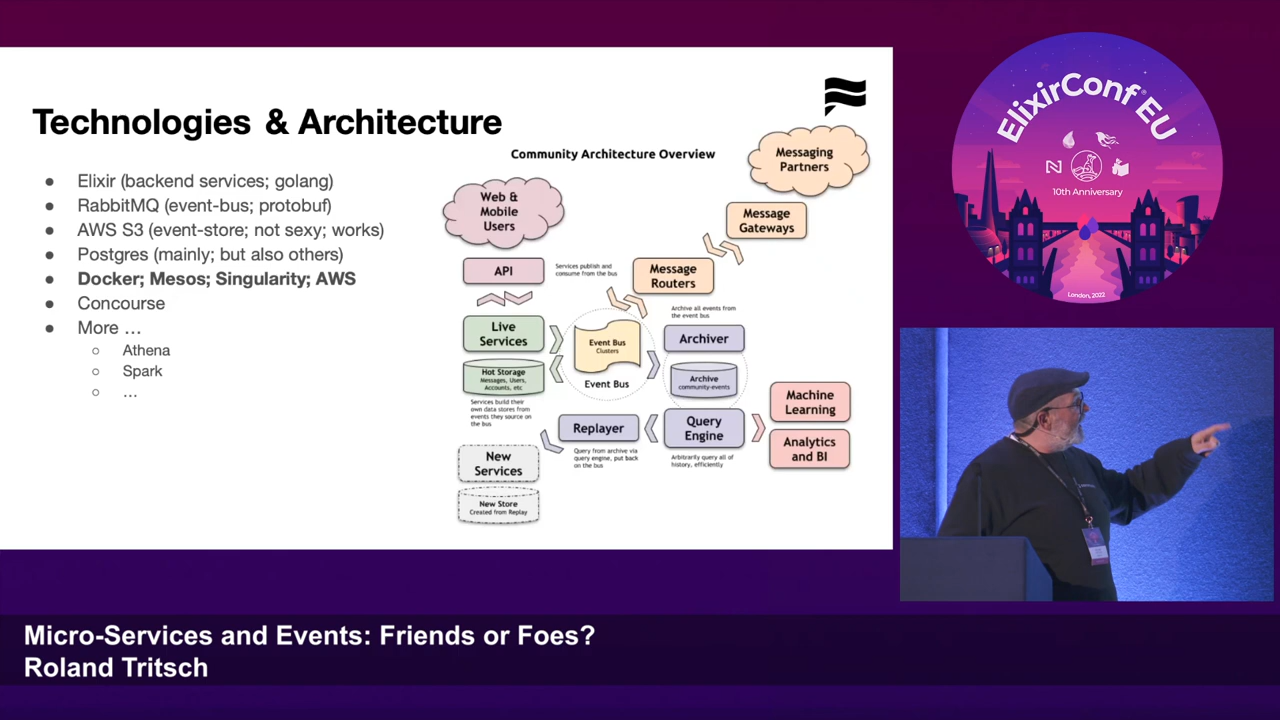 Technologies & Architecture
● Elixir (backend services; golang)
● RabbitMQ (event-bus; protobuf)
● AWS S3 (event-store; not sexy; works)
● Postgres (mainly; but also others)
● Docker; Mesos; Singularity; AWS
● Concourse
● More …
○ Athena
○ Spark
○ …
Community Architecture Overview
Messaging
Partners
Web &
Mobile
Users
Message
Gateways
API
Services publish and
consume from the bus
Message
Routers
Archive all events from
the event bus
Live
Services
Event Bus
Clusters
Archiver
Hot Storage
Messages, Users,
Accounts, etc
Event Bus
Archive
community-events
Services build their
own data stores from
events they source on
the bus
Machine
Learning
Replayer
Query
Engine
Analytics
and BI
New
Services
Query from archive via
query engine, put back
on the bus
Arbitrarily query all of
history, efficiently
New Store
Created from Replay
ElixirConf® EU
10th Anniversary
London, 2022
Micro-Services and Events: Friends or Foes?
Roland Tritsch